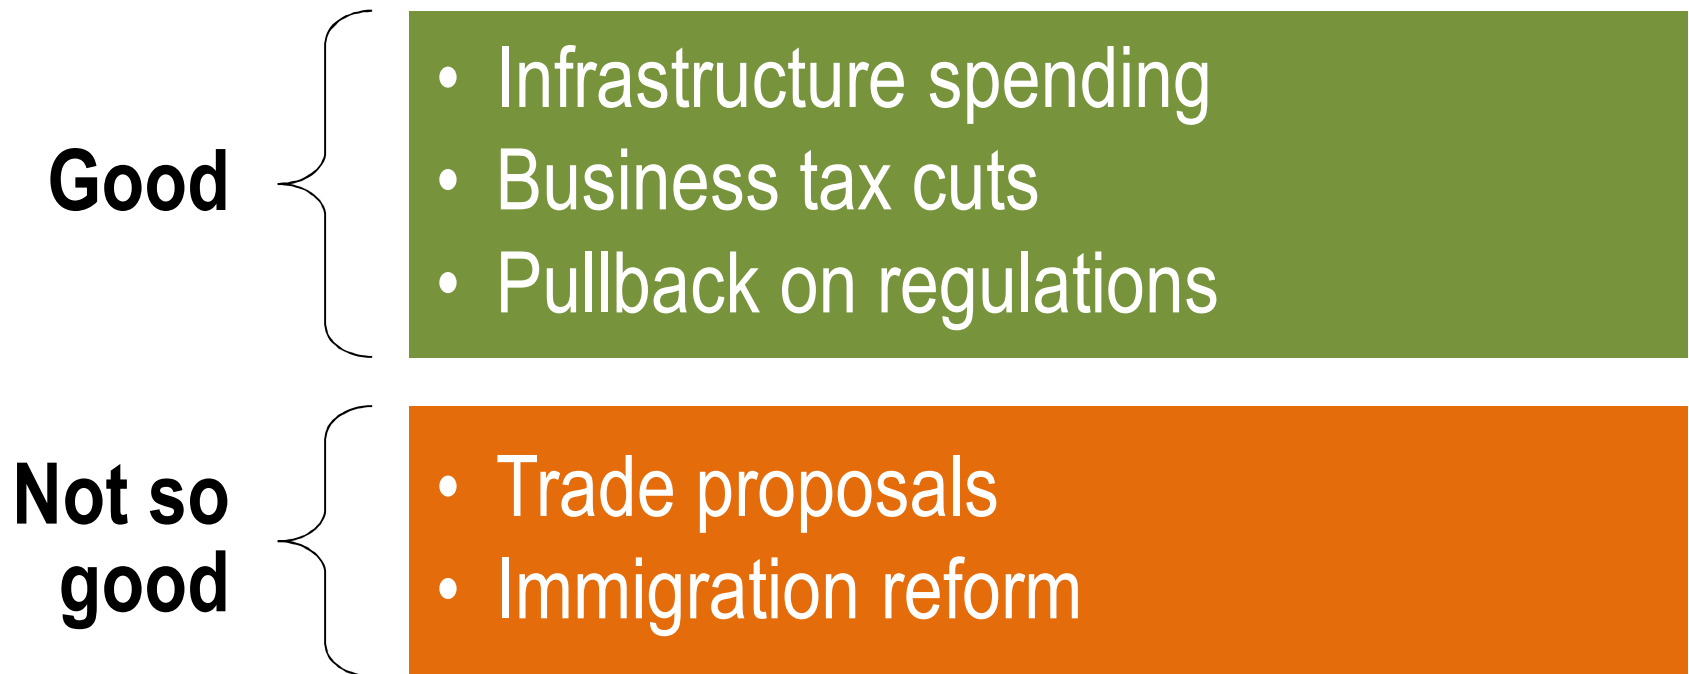 Good
• Infrastructure spending
• Business tax cuts
• Pullback on regulations
Not so
good
• Trade proposals
• Immigration reform